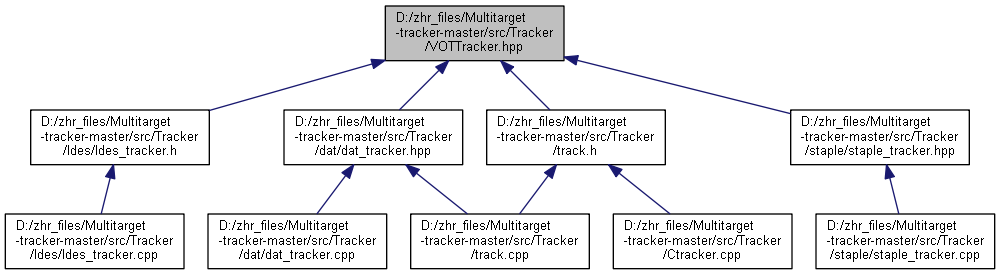 D:/zhr_files/Multitarget
-tracker-master/src/Tracker
/VOTTracker.hpp
D:/zhr_files/Multitarget
-tracker-master/src/Tracker
/ldes/ldes_tracker.h
D:/zhr_files/Multitarget
-tracker-master/src/Tracker
/dat/dat_tracker.hpp
D:/zhr_files/Multitarget
-tracker-master/src/Tracker
/track.h
D:/zhr_files/Multitarget
-tracker-master/src/Tracker
/staple/staple_tracker.hpp
D:/zhr_files/Multitarget
-tracker-master/src/Tracker
/ldes/ldes_tracker.cpp
D:/zhr_files/Multitarget
-tracker-master/src/Tracker
/dat/dat_tracker.cpp
D:/zhr_files/Multitarget
-tracker-master/src/Tracker
/track.cpp
D:/zhr_files/Multitarget
-tracker-master/src/Tracker
/Ctracker.cpp
D:/zhr_files/Multitarget
-tracker-master/src/Tracker
/staple/staple_tracker.cpp